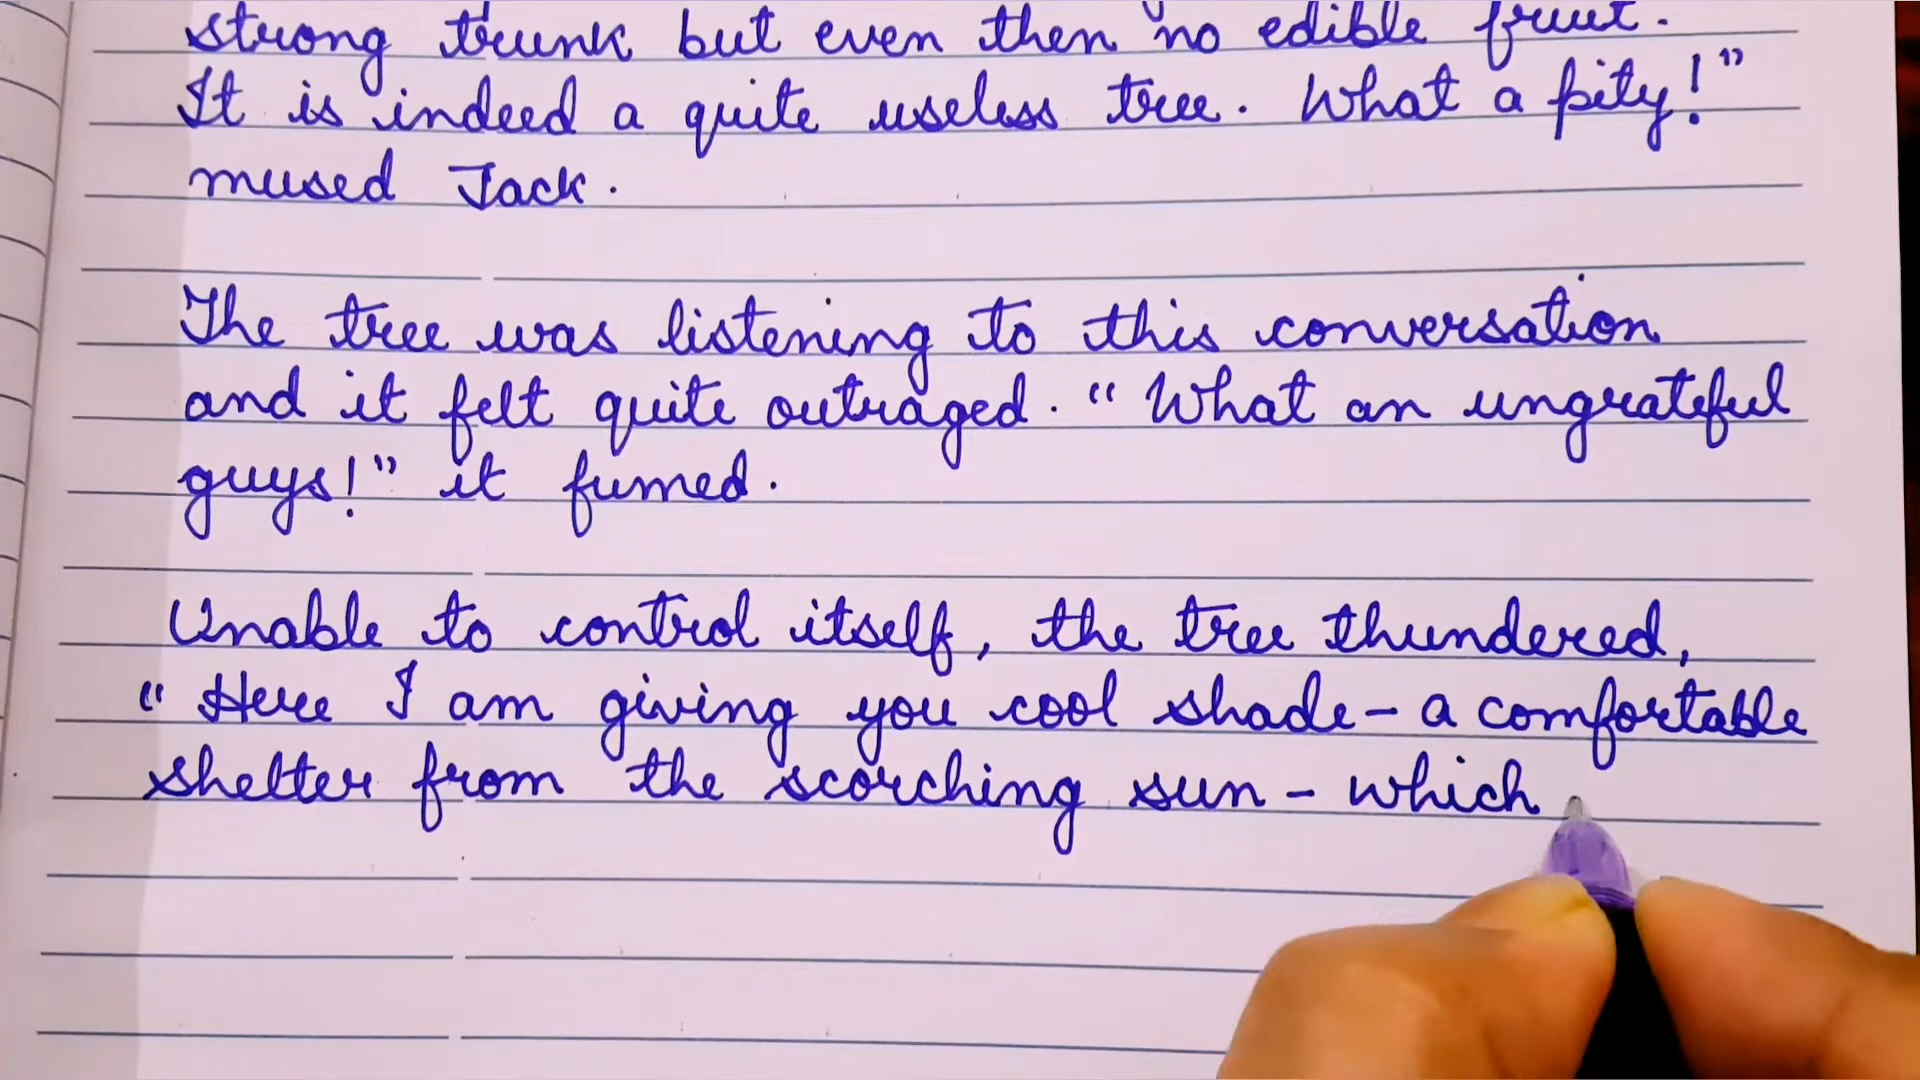 strong trunk but even then no edible fruit.
It is indeed a quite useless tree. What a pity!"
mused Jack.
The tree was listening to this conversation
and it felt quite outraged. "What an ungrateful
guys!" it fumed.
Unable to control itself, the tree thundered,
"Here I am giving you cool shade - a comfortable
shelter from the scorching sun - which